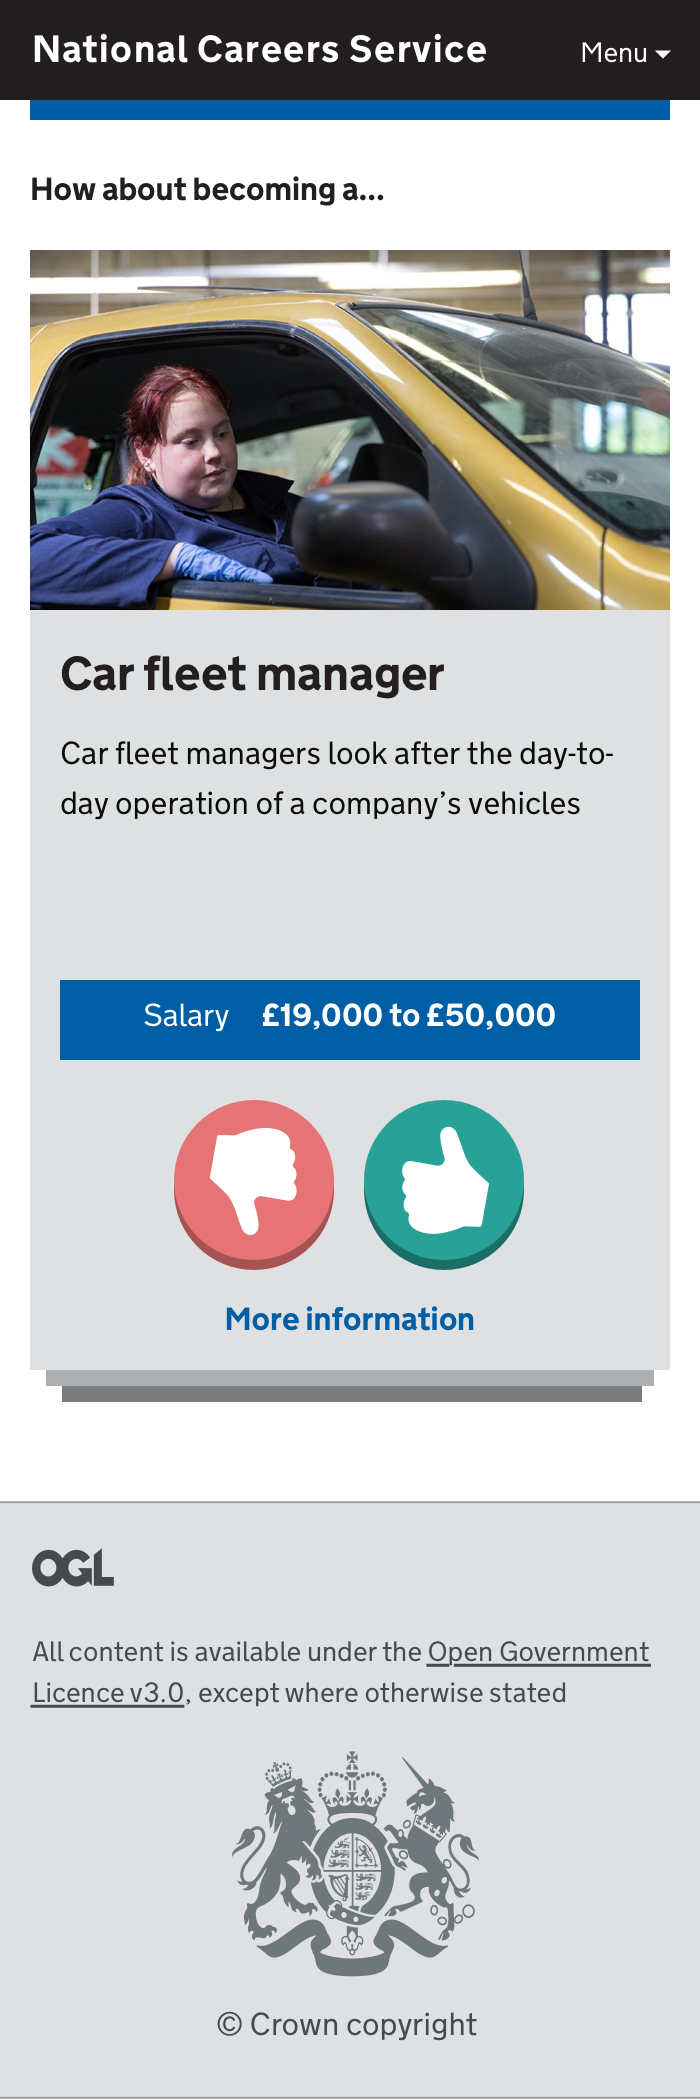 National Careers Service
Menu
How about becoming a...
Car fleet manager
Car fleet managers look after the day-to-
day operation of a company’s vehicles
Salary £19,000 to £50,000
More information
OGL
All content is available under the Open Government
Licence v3.0, except where otherwise stated
© Crown copyright